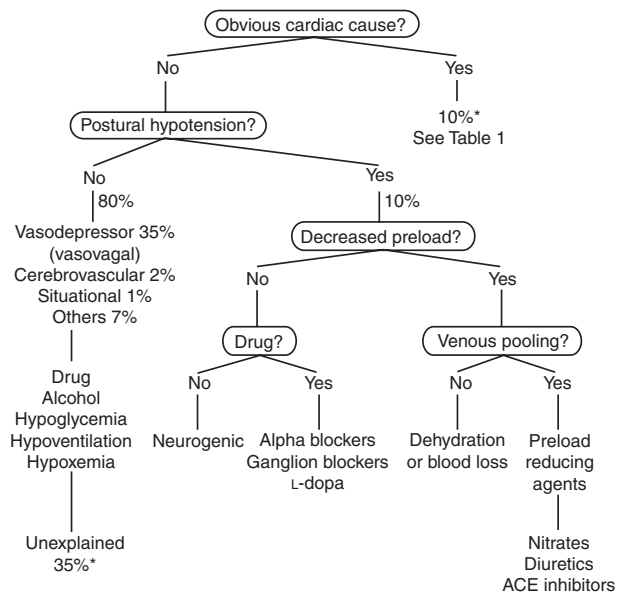 Obvious cardiac cause?
No
Yes
10%*
See Table 1
Postural hypotension?
No
Yes
80%
10%
Vasodepressor 35%
(vasovagal)
Cerebrovascular 2%
Situational 1%
Others 7%
Decreased preload?
No
Yes
Drug?
Venous pooling?
Drug
Alcohol
Hypoglycemia
Hypoventilation
Hypoxemia
No
Yes
No
Yes
Neurogenic
Alpha blockers
Ganglion blockers
L-dopa
Dehydration
or blood loss
Preload
reducing
agents
Unexplained
35%*
Nitrates
Diuretics
ACE inhibitors